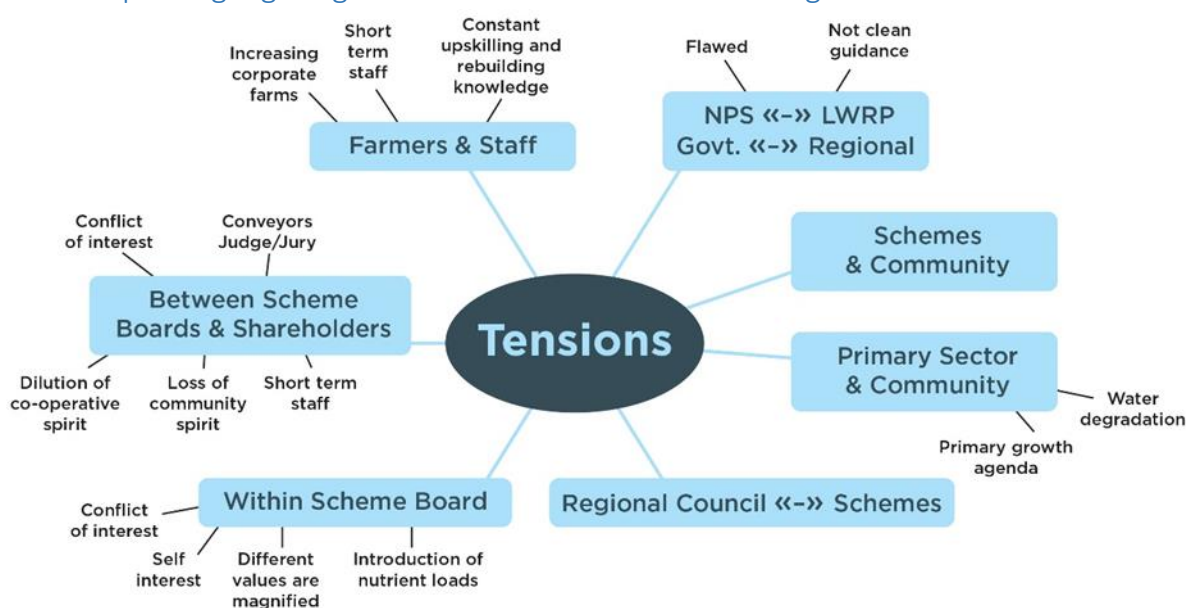 Increasing
corporate
farms
Short
term
staff
Constant
upskilling and
rebuilding
knowledge
Farmers & Staff
Flawed
Not clean
guidance
NPS «-» LWRP
Govt. «-» Regional
Schemes
& Community
Primary Sector
& Community
Water
degradation
Primary growth
agenda
Regional Council «-» Schemes
Within Scheme Board
Conflict
of interest
Self
interest
Different
values are
magnified
Introduction of
nutrient loads
Conflict
of interest
Conveyors
Judge/Jury
Between Scheme
Boards & Shareholders
Dilution of
co-operative
spirit
Loss of
community
spirit
Short term
staff
Tensions